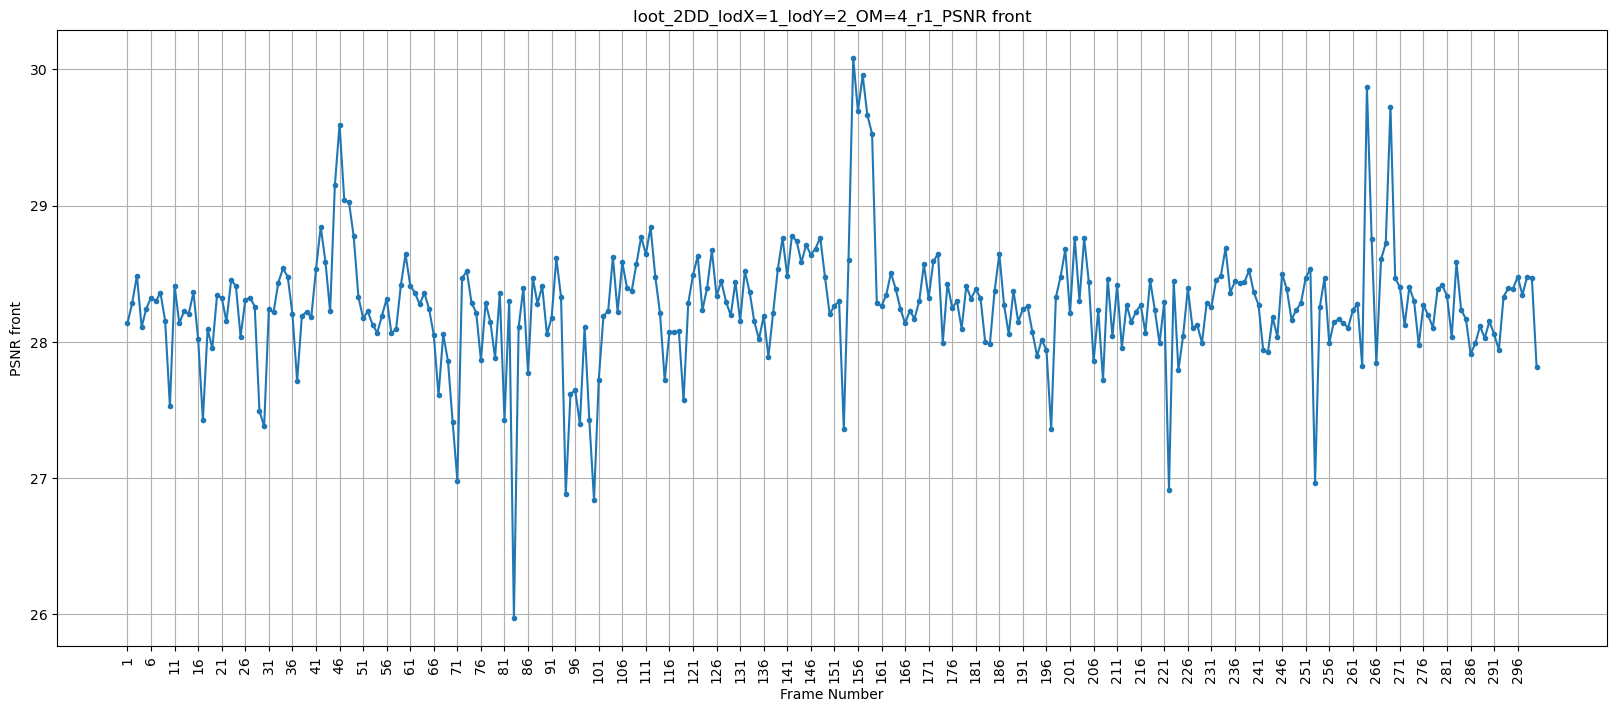 loot_2DD_lodX=1_lodY=2_OM=4_r1_PSNR front
PSNR front
30
29
28
27
26
1 6 11 16 21 26 31 36 41 46 51 56 61 66 71 76 81 86 91 96 101 106 111 116 121 126 131 136 141 146 151 156 161 166 171 176 181 186 191 196 201 206 211 216 221 226 231 236 241 246 251 256 261 266 271 276 281 286 291 296
Frame Number